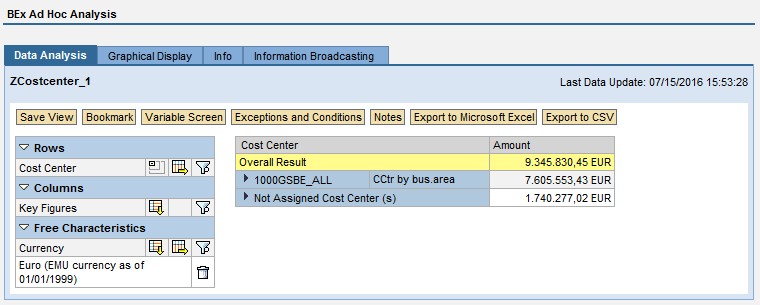 BEx Ad Hoc Analysis
Data Analysis Graphical Display Info Information Broadcasting
ZCostcenter_1 Last Data Update: 07/15/2016 15:53:28
Save View Bookmark Variable Screen Exceptions and Conditions Notes Export to Microsoft Excel Export to CSV
Rows
Cost Center
Columns
Key Figures
Free Characteristics
Currency
Euro (EMU currency as of
01/01/1999)
Cost Center Amount
Overall Result 9.345.830,45 EUR
1000GSBE_ALL CCtr by bus.area 7.605.553,43 EUR
Not Assigned Cost Center (s) 1.740.277,02 EUR